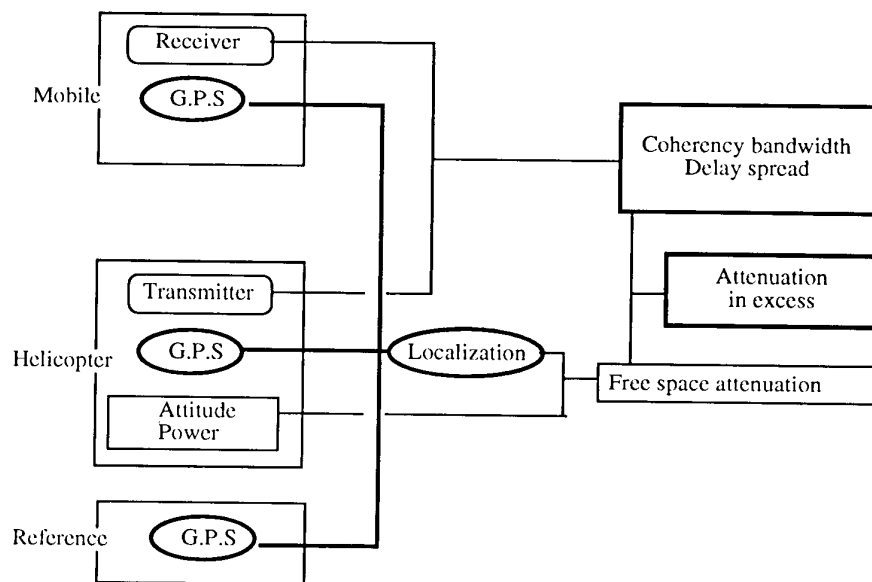 Receiver
Mobile
G.P.S
Coherency bandwidth
Delay spread
Transmitter
Attenuation
in excess
Helicopter
G.P.S
Localization
Free space attenuation
Attitude
Power
Reference
G.P.S